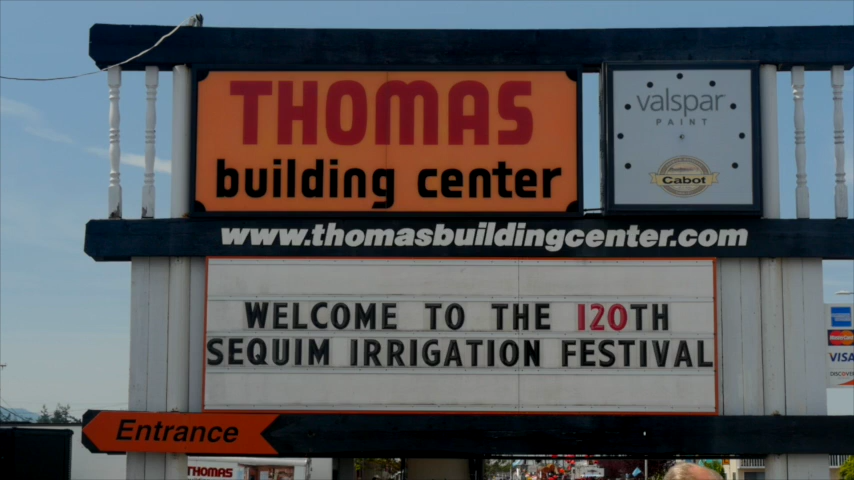 THOMAS
building center
valspar
PAINT
Cabot
www.thomasbuildingcenter.com
WELCOME TO THE 120TH
SEQUIM IRRIGATION FESTIVAL
VISA
DISCOVER
Entrance
THOMAS